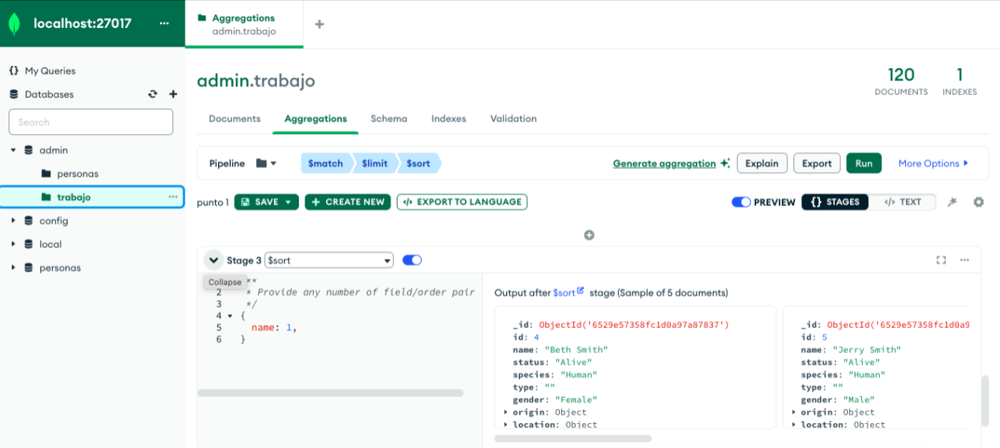 localhost:27017 ...
Aggregations
admin.trabajo
+
{} My Queries
Databases
Search
admin
personas
trabajo ...
config
local
personas
admin.trabajo
120
DOCUMENTS
1
INDEXES
Documents Aggregations Schema Indexes Validation
Pipeline $match $limit $sort Generate aggregation Explain Export Run More Options
punto 1 SAVE + CREATE NEW </> EXPORT TO LANGUAGE PREVIEW {} STAGES </> TEXT
Stage 3 $sort ...
Collapse
**
2 * Provide any number of field/order pair
3 */
4 {
5 name: 1,
6 }
Output after $sort stage (Sample of 5 documents)
_id: ObjectId('6529e57358fc1d0a97a87837')
id: 4
name: "Beth Smith"
status: "Alive"
species: "Human"
type: ""
gender: "Female"
origin: Object
location: Object
_id: ObjectId('6529e57358fc1d0a9
id: 5
name: "Jerry Smith"
status: "Alive"
species: "Human"
type: ""
gender: "Male"
origin: Object
location: Object